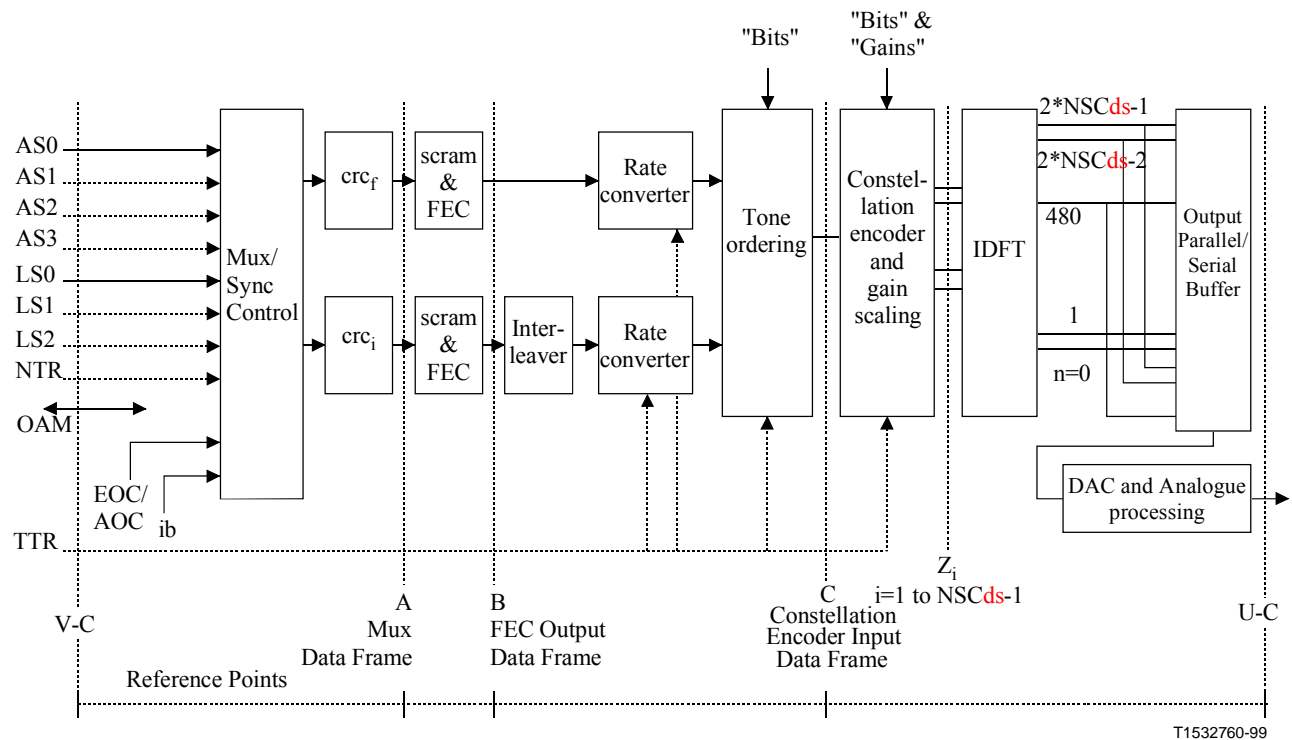 "Bits"
"Bits" &
"Gains"
AS0
AS1
AS2
AS3
LS0
LS1
LS2
NTR
OAM
EOC/
AOC
ib
TTR
Mux/
Sync
Control
crcf
crci
scram
&
FEC
scram
&
FEC
Inter-
leaver
Rate
converter
Rate
converter
Tone
ordering
Constel-
lation
encoder
and
gain
scaling
IDFT
2*NSCds-1
2*NSCds-2
480
1
n=0
Output
Parallel/
Serial
Buffer
DAC and Analogue
processing
Zi
i=1 to NSCds-1
V-C
A
Mux
Data Frame
B
FEC Output
Data Frame
C
Constellation
Encoder Input
Data Frame
U-C
Reference Points
T1532760-99